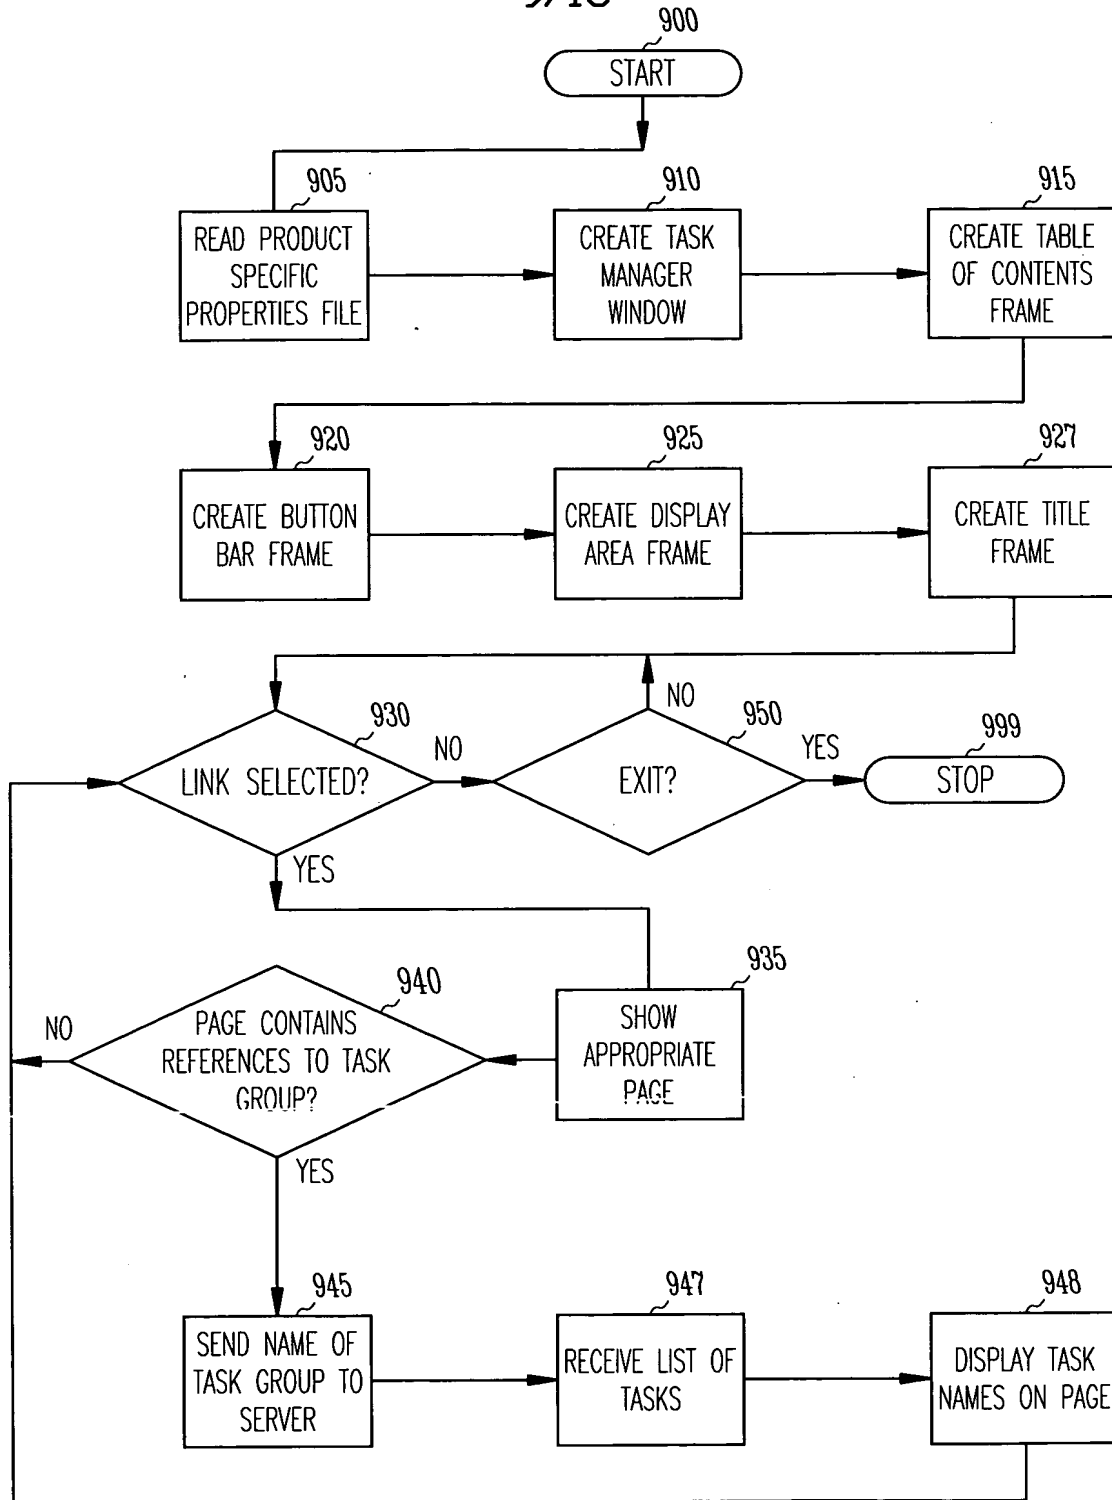 900
START
905
READ PRODUCT
SPECIFIC
PROPERTIES FILE
910
CREATE TASK
MANAGER
WINDOW
915
CREATE TABLE
OF CONTENTS
FRAME
920
CREATE BUTTON
BAR FRAME
925
CREATE DISPLAY
AREA FRAME
927
CREATE TITLE
FRAME
930
LINK SELECTED?
NO
YES
950
EXIT?
NO
YES
999
STOP
935
SHOW
APPROPRIATE
PAGE
940
PAGE CONTAINS
REFERENCES TO TASK
GROUP?
NO
YES
945
SEND NAME OF
TASK GROUP TO
SERVER
947
RECEIVE LIST OF
TASKS
948
DISPLAY TASK
NAMES ON PAGE